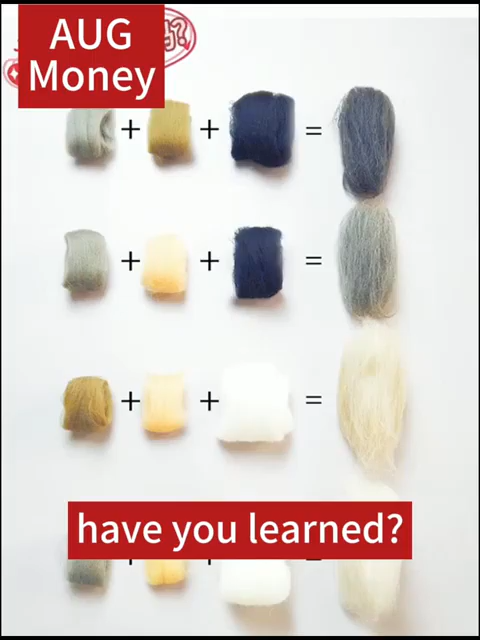 AUG
Money
+ + =
+ + =
+ + =
have you learned?